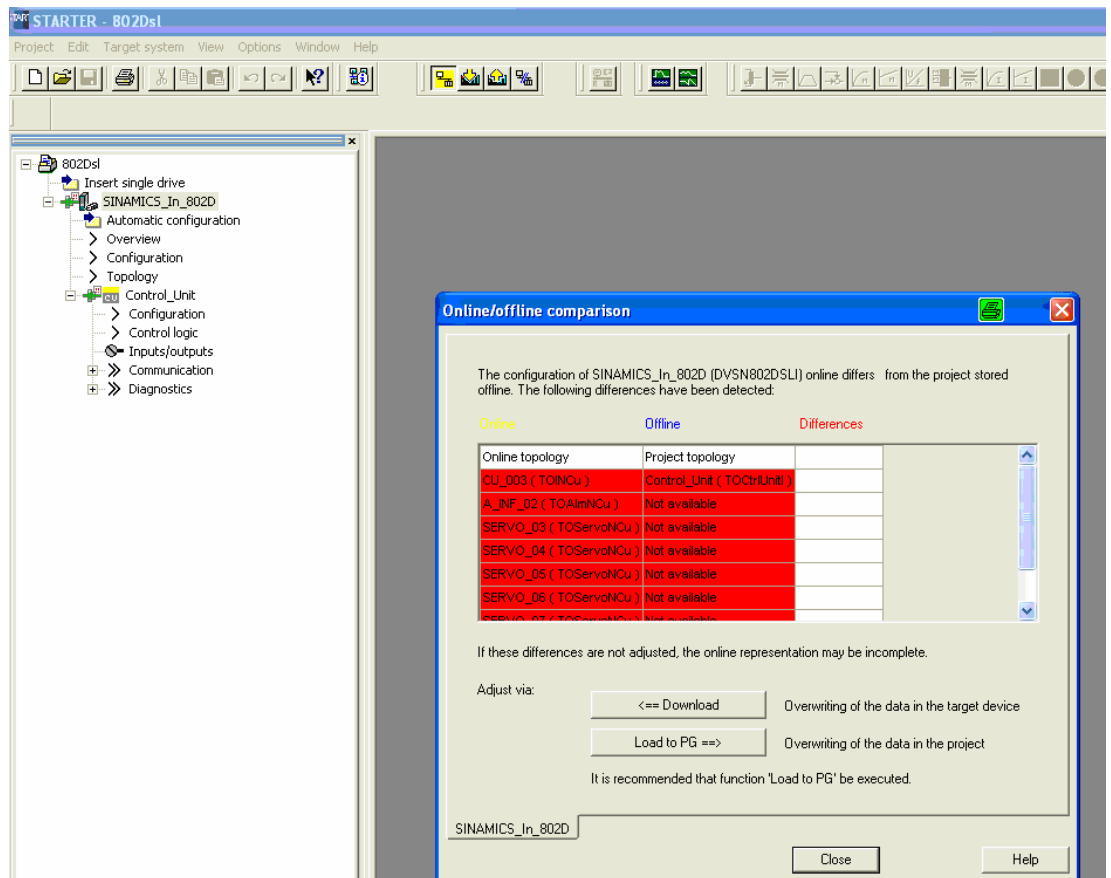 STARTER - 802Dsl
Project Edit Target system View Options Window Help
802Dsl
Insert single drive
SINAMICS_In_802D
Automatic configuration
Overview
Configuration
Topology
Control_Unit
Configuration
Control logic
Inputs/outputs
Communication
Diagnostics
Online/offline comparison
The configuration of SINAMICS_In_802D (DVSN802DSLI) online differs from the project stored
offline. The following differences have been detected:
Online Offline Differences
Online topology Project topology
CU_003 ( TOINCu ) Control_Unit ( TOCtrlUnitI )
A_INF_02 ( TOAlmNCu ) Not available
SERVO_03 ( TOServoNCu ) Not available
SERVO_04 ( TOServoNCu ) Not available
SERVO_05 ( TOServoNCu ) Not available
SERVO_06 ( TOServoNCu ) Not available
SERVO_07 ( TOServoNCu ) Not available
If these differences are not adjusted, the online representation may be incomplete.
Adjust via:
<== Download Overwriting of the data in the target device
Load to PG ==> Overwriting of the data in the project
It is recommended that function 'Load to PG' be executed.
SINAMICS_In_802D
Close Help